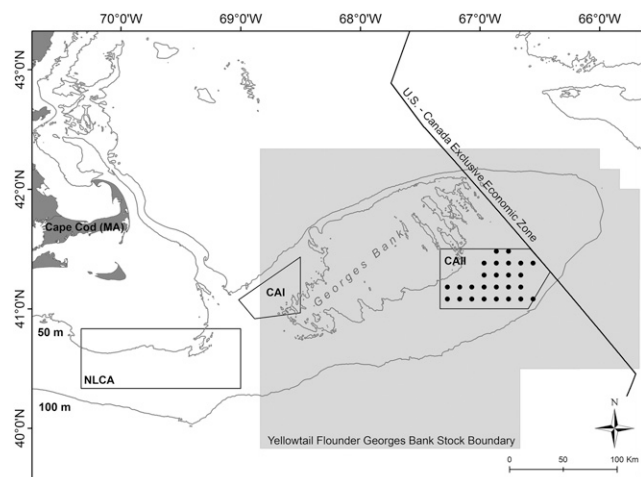 70°0'W 69°0'W 68°0'W 67°0'W 66°0'W
43°0'N
42°0'N
41°0'N
40°0'N
U.S. - Canada Exclusive Economic Zone
Cape Cod (MA)
Georges Bank
CAII
CAI
50 m
NLCA
100 m
N
Yellowtail Flounder Georges Bank Stock Boundary
0 50 100 Km